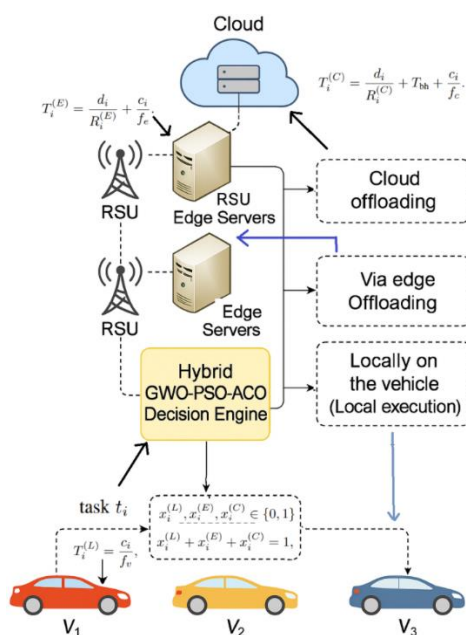 Cloud
T_i^{(E)} = \frac{d_i}{R_i^{(E)}} + \frac{c_i}{f_e}.
T_i^{(C)} = \frac{d_i}{R_i^{(C)}} + T_{bh} + \frac{c_i}{f_c}.
RSU
RSU
Edge Servers
Cloud
offloading
RSU
Edge
Servers
Via edge
Offloading
Hybrid
GWO-PSO-ACO
Decision Engine
Locally on
the vehicle
(Local execution)
task t_i
x_i^{(L)}, x_i^{(E)}, x_i^{(C)} ∈ {0, 1}
x_i^{(L)} + x_i^{(E)} + x_i^{(C)} = 1,
T_i^{(L)} = \frac{c_i}{f_v},
V_1
V_2
V_3